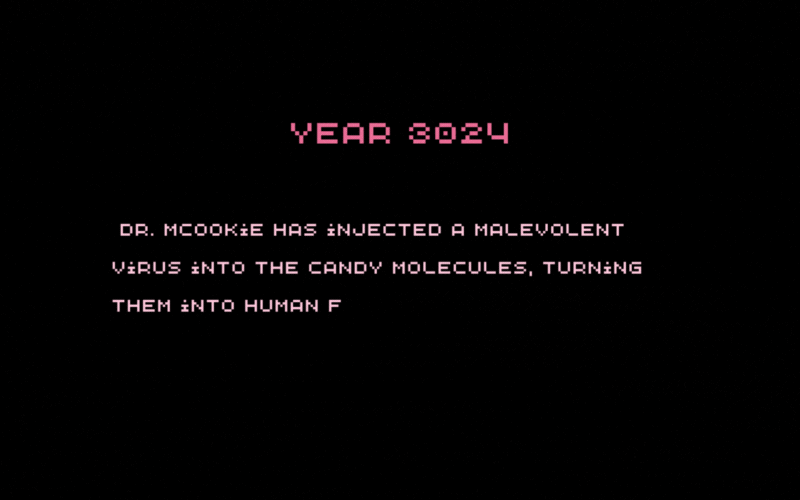 YEAR 3024
DR. MCOOKiE HAS iNJECTED A MALEVOLENT
ViRUS iNTO THE CANDY MOLECULES, TURNiNG
THEM iNTO HUMAN F